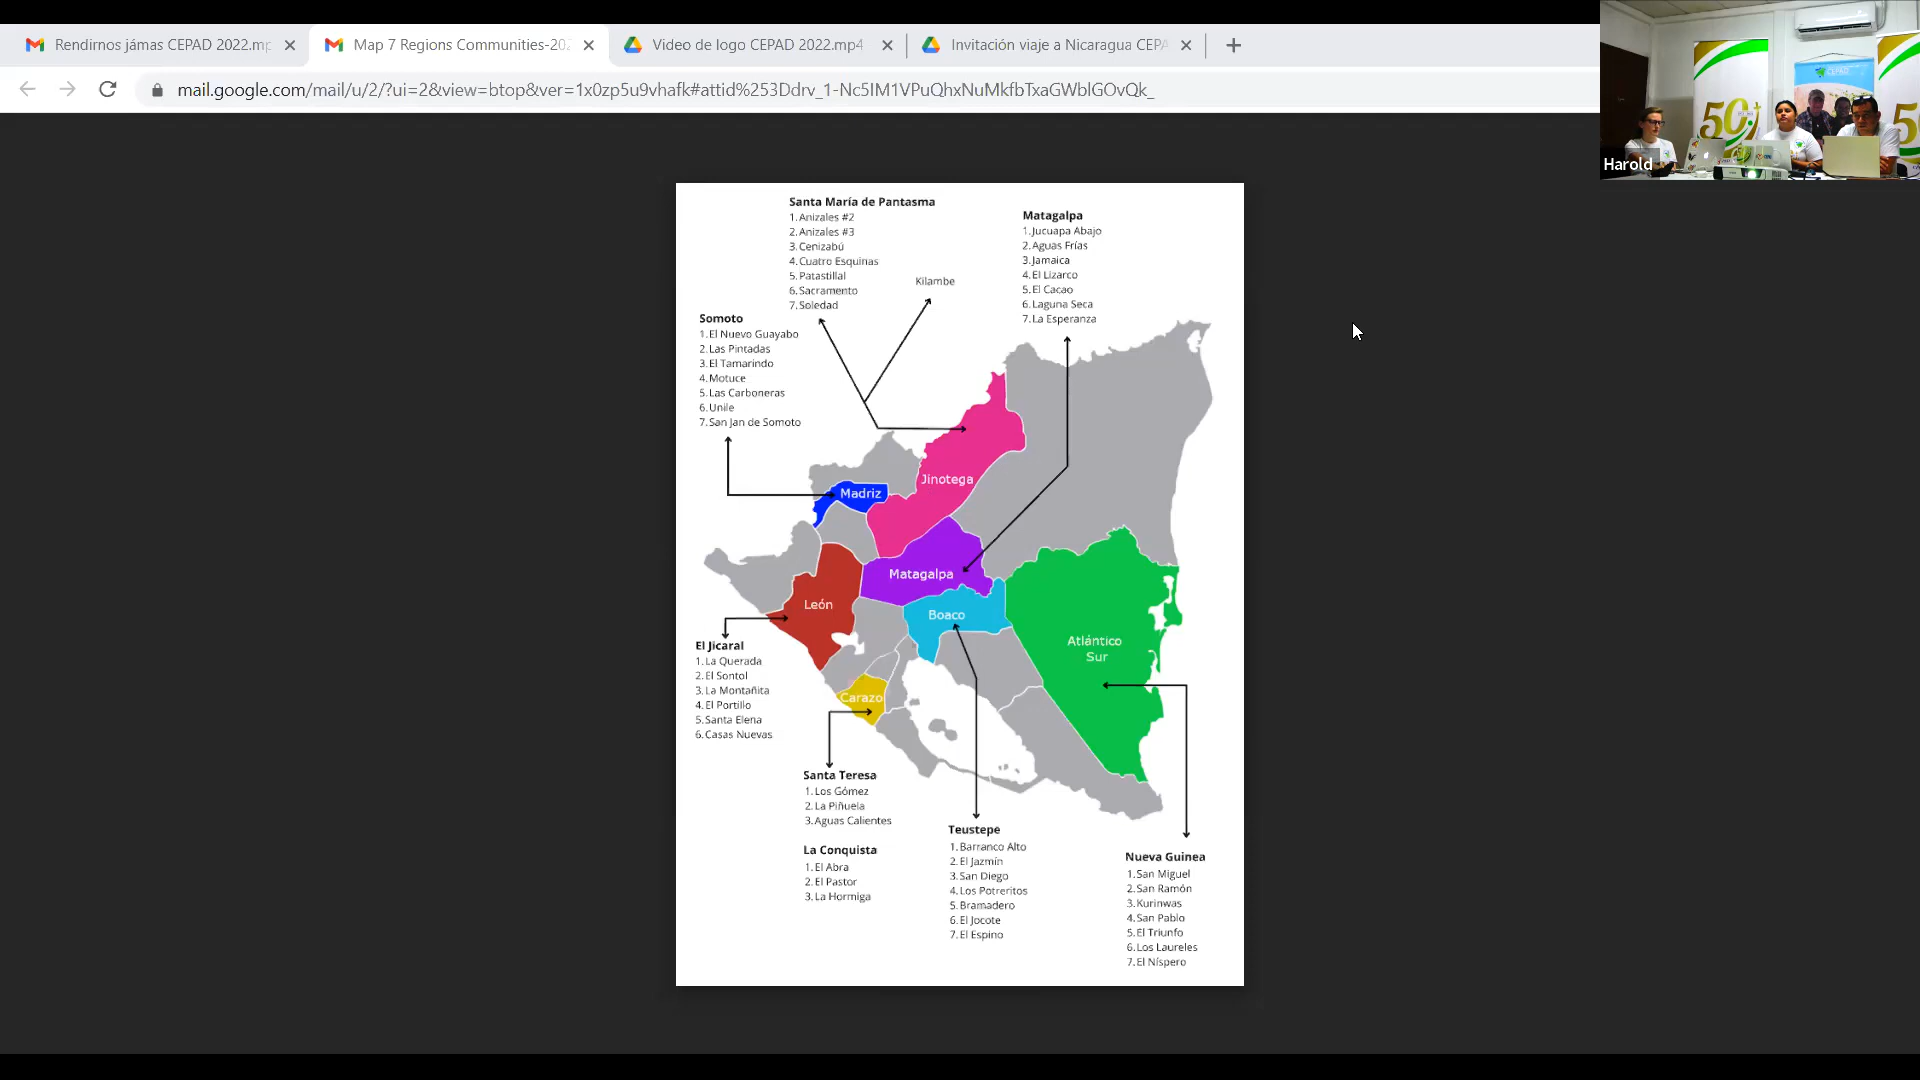 Rendirnos jámas CEPAD 2022.mp
Map 7 Regions Communities-202
Video de logo CEPAD 2022.mp4
Invitación viaje a Nicaragua CEPA
mail.google.com/mail/u/2/?ui=2&view=btop&ver=1x0zp5u9vhafk#attid%253Ddrv_1-Nc5IM1VPuQhxNuMkfbTxaGWblGOvQk_
CEPAD
50
Harold
Santa María de Pantasma
1. Anizales #2
2. Anizales #3
3. Cenizabú
4. Cuatro Esquinas
5. Patastillal
6. Sacramento
7. Soledad
Kilambe
Matagalpa
1. Jucuapa Abajo
2. Aguas Frías
3. Jamaica
4. El Lizarco
5. El Cacao
6. Laguna Seca
7. La Esperanza
Somoto
1. El Nuevo Guayabo
2. Las Pintadas
3. El Tamarindo
4. Motuce
5. Las Carboneras
6. Unile
7. San Jan de Somoto
Jinotega
Madriz
Matagalpa
León
Boaco
Atlántico
Sur
Carazo
El Jicaral
1. La Querada
2. El Sontol
3. La Montañita
4. El Portillo
5. Santa Elena
6. Casas Nuevas
Santa Teresa
1. Los Gómez
2. La Piñuela
3. Aguas Calientes
La Conquista
1. El Abra
2. El Pastor
3. La Hormiga
Teustepe
1. Barranco Alto
2. El Jazmín
3. San Diego
4. Los Potreritos
5. Bramadero
6. El Jocote
7. El Espino
Nueva Guinea
1. San Miguel
2. San Ramón
3. Kurinwas
4. San Pablo
5. El Triunfo
6. Los Laureles
7. El Níspero